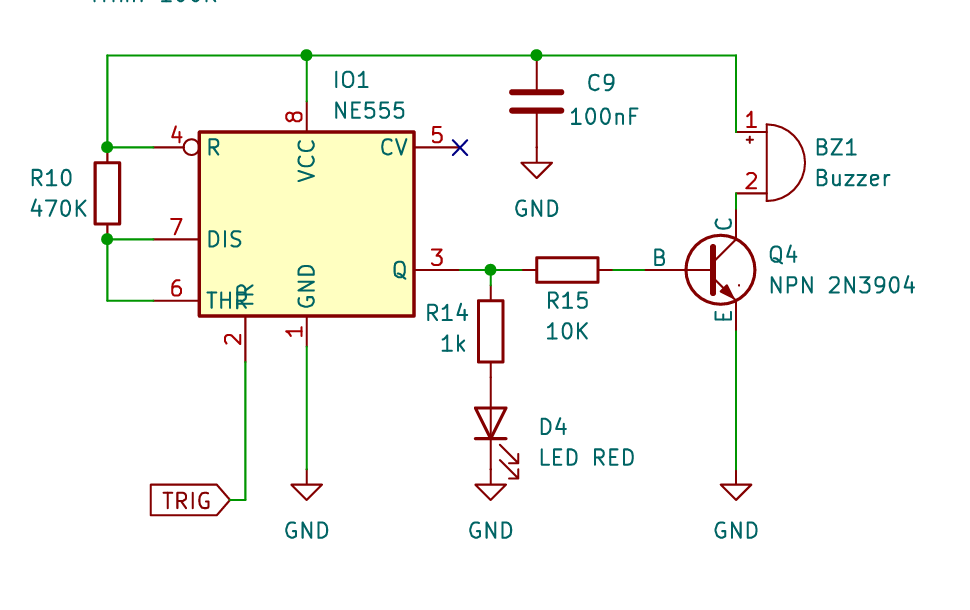 IO1
NE555
C9
100nF
8
1
+
4
R
VCC
CV
5
BZ1
Buzzer
R10
470K
2
GND
7
DIS
C
3
Q
GND
B
Q4
NPN 2N3904
6
THR
TR
E
R14
1k
R15
10K
2
1
D4
LED RED
TRIG
GND
GND
GND